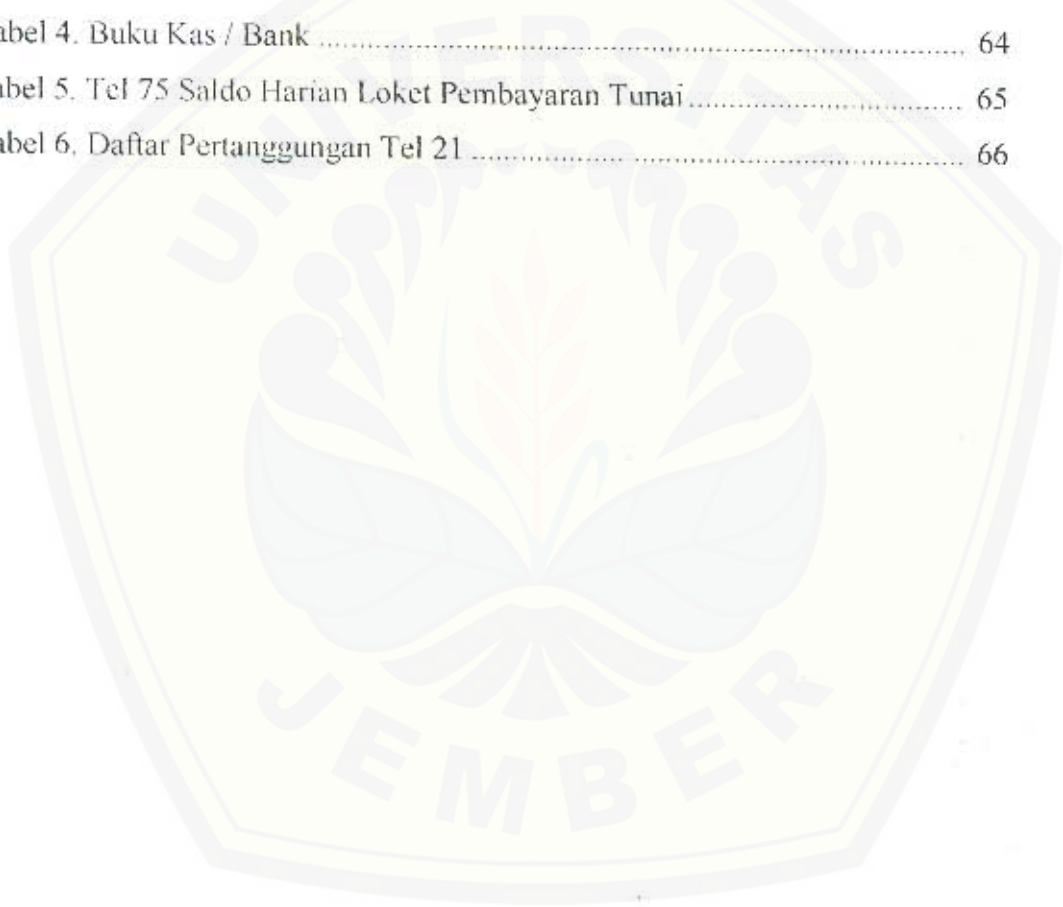 abel 4. Buku Kas / Bank ........................................ 64
abel 5. Tel 75 Saldo Harian Loket Pembayaran Tunai ........................................ 65
abel 6. Daftar Pertanggungan Tel 21 ........................................ 66
UNIVERSITAS
JEMBER